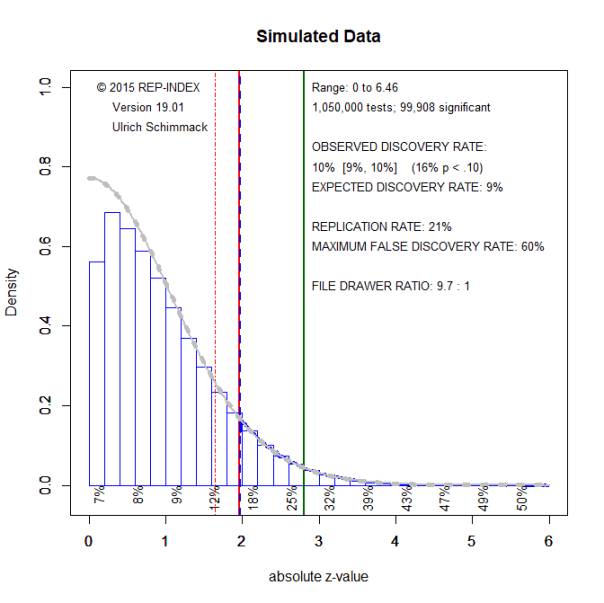 Simulated Data
© 2015 REP-INDEX
Version 19.01
Ulrich Schimmack
Range: 0 to 6.46
1,050,000 tests; 99,908 significant
OBSERVED DISCOVERY RATE:
10% [9%, 10%] (16% p < .10)
EXPECTED DISCOVERY RATE: 9%
REPLICATION RATE: 21%
MAXIMUM FALSE DISCOVERY RATE: 60%
FILE DRAWER RATIO: 9.7 : 1
Density
1.0
0.8
0.6
0.4
0.2
0.0
7% 8% 9% 12% 18% 25% 32% 39% 43% 47% 49% 50%
0 1 2 3 4 5 6
absolute z-value